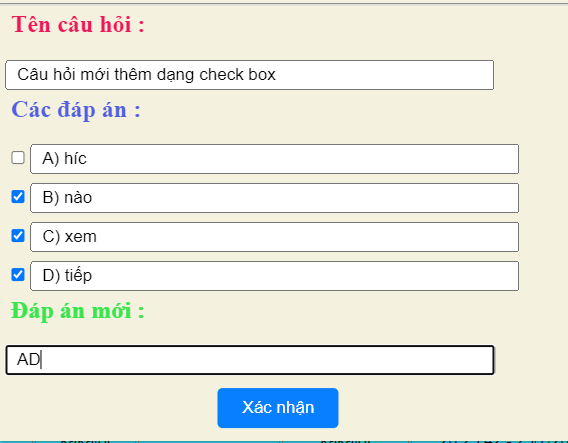 Tên câu hỏi :
Câu hỏi mới thêm dạng check box
Các đáp án :
A) híc
B) nào
C) xem
D) tiếp
Đáp án mới :
AD
Xác nhận